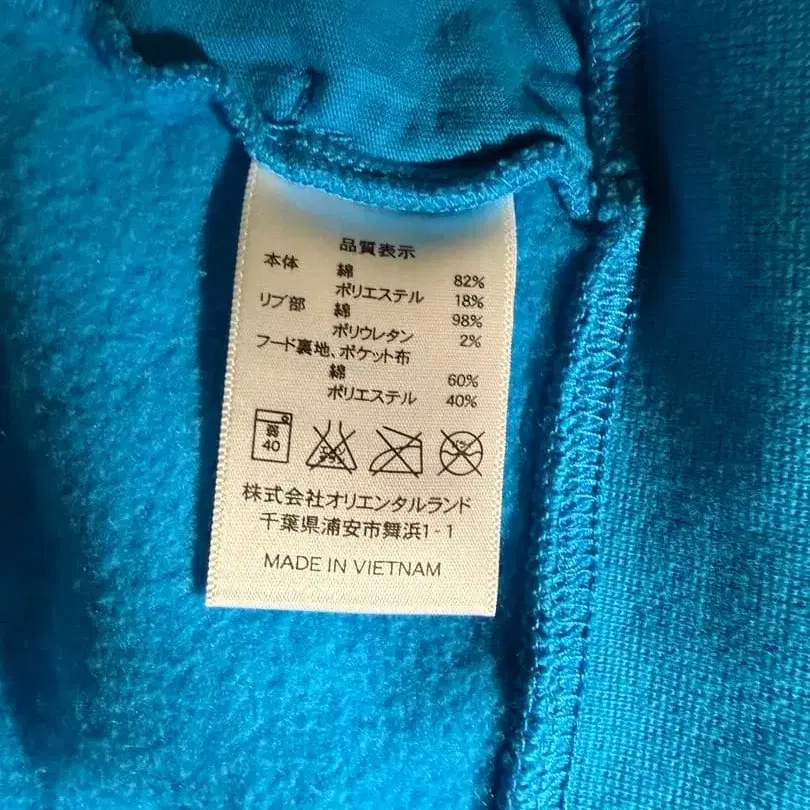 品質表示
本体 綿 82%
ポリエステル 18%
リブ部 綿 98%
ポリウレタン 2%
フード裏地、ポケット布
綿 60%
ポリエステル 40%
弱
40
株式会社オリエンタルランド
千葉県浦安市舞浜1-1
MADE IN VIETNAM